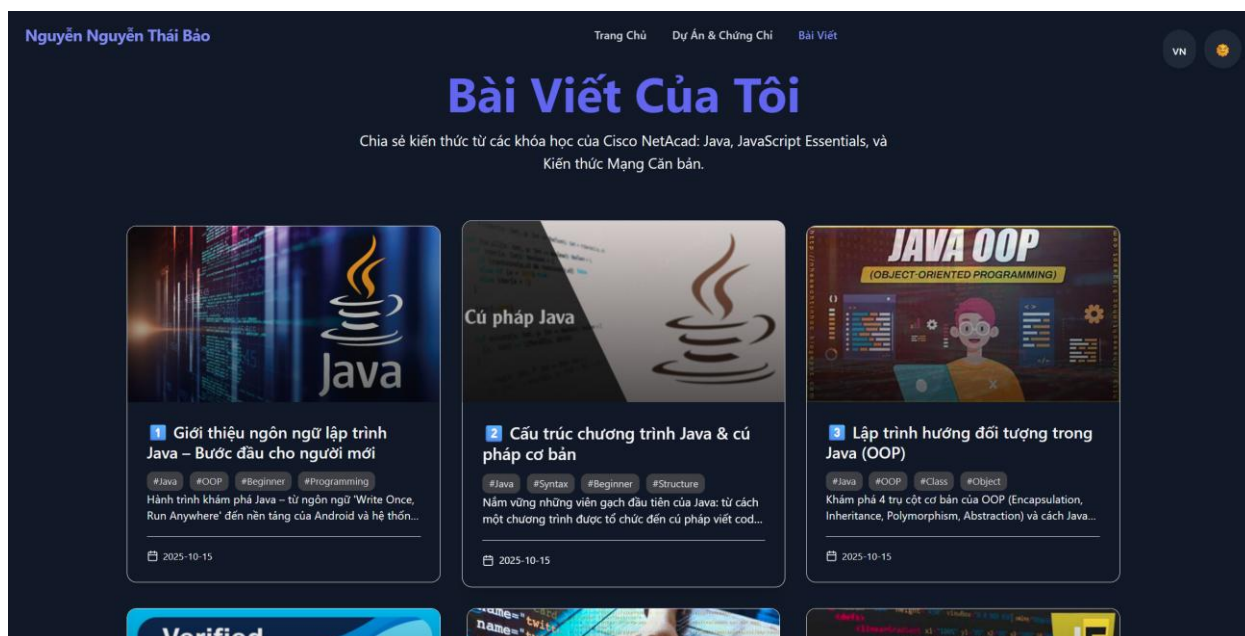 Nguyễn Nguyễn Thái Bảo
Trang Chủ
Dự Án & Chứng Chỉ
Bài Viết
VN
Bài Viết Của Tôi
Chia sẻ kiến thức từ các khóa học của Cisco NetAcad: Java, JavaScript Essentials, và
Kiến thức Mạng Căn bản.
Java
1 Giới thiệu ngôn ngữ lập trình
Java – Bước đầu cho người mới
#Java #OOP #Beginner #Programming
Hành trình khám phá Java – từ ngôn ngữ 'Write Once,
Run Anywhere' đến nền tảng của Android và hệ thốn...
2025-10-15
Cú pháp Java
2 Cấu trúc chương trình Java & cú
pháp cơ bản
#Java #Syntax #Beginner #Structure
Nắm vững những viên gạch đầu tiên của Java: từ cách
một chương trình được tổ chức đến cú pháp viết cod...
2025-10-15
JAVA OOP
(OBJECT-ORIENTED PROGRAMMING)
3 Lập trình hướng đối tượng trong
Java (OOP)
#Java #OOP #Class #Object
Khám phá 4 trụ cột cơ bản của OOP (Encapsulation,
Inheritance, Polymorphism, Abstraction) và cách Java...
2025-10-15
Verified
name="twitt
name=